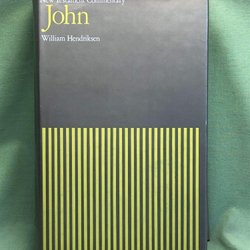 New Testament Commentary
John
William Hendriksen